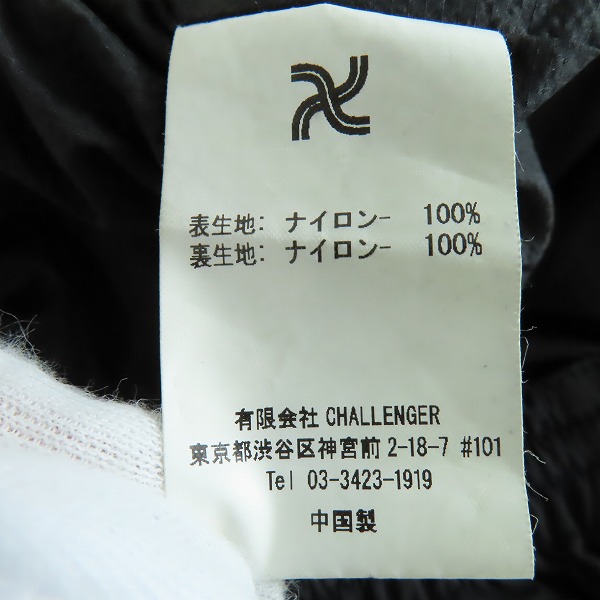 表生地: ナイロン- 100%
裏生地: ナイロン- 100%
有限会社 CHALLENGER
東京都渋谷区神宮前 2-18-7 #101
Tel 03-3423-1919
中国製